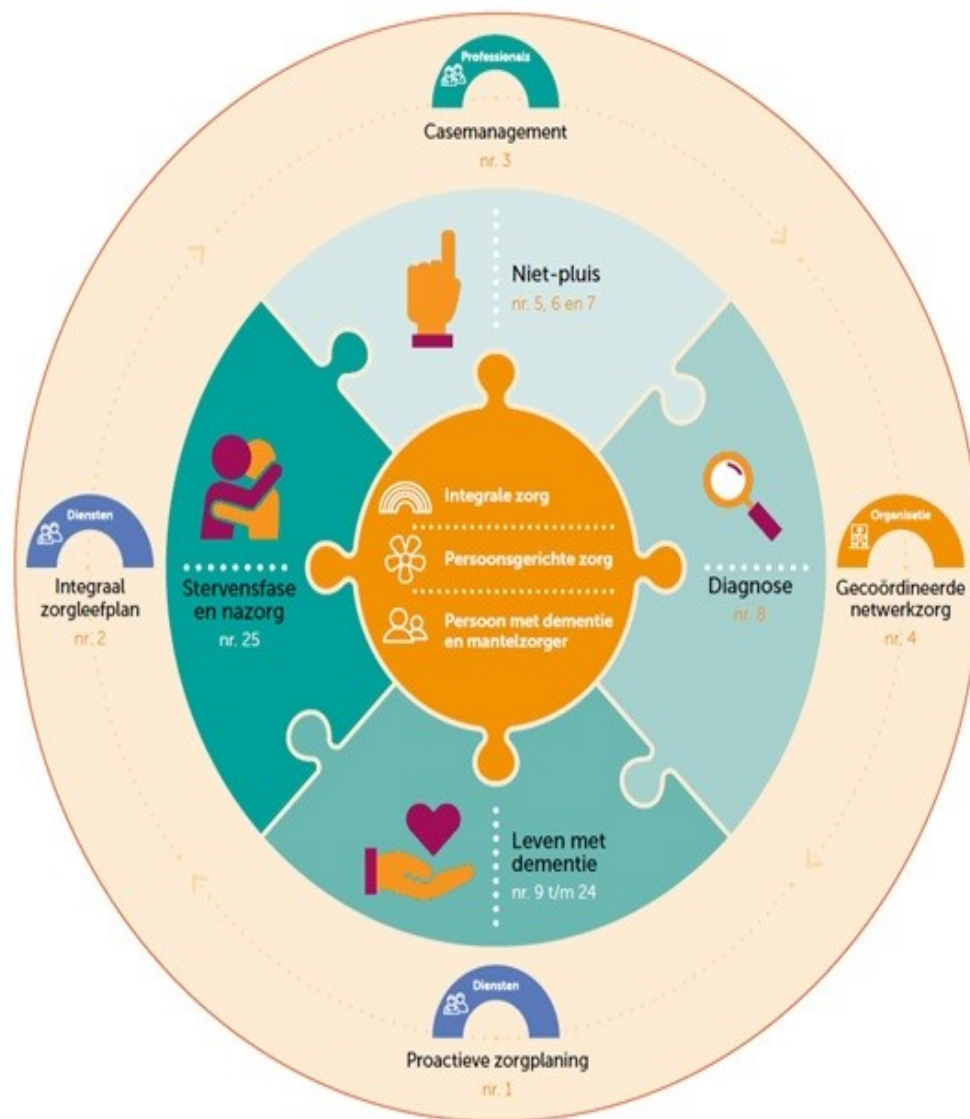 Professionals
Casemanagement
nr. 3
Niet-pluis
nr. 5, 6 en 7
Integrale zorg
Persoonsgerichte zorg
Persoon met dementie
en mantelzorger
Diensten
Integraal
zorgleefplan
nr. 2
Stervensfase
en nazorg
nr. 25
Diagnose
nr. 8
Organisatie
Gecoördineerde
netwerkzorg
nr. 4
Leven met
dementie
nr. 9 t/m 24
Diensten
Proactieve zorgplaning
nr. 1